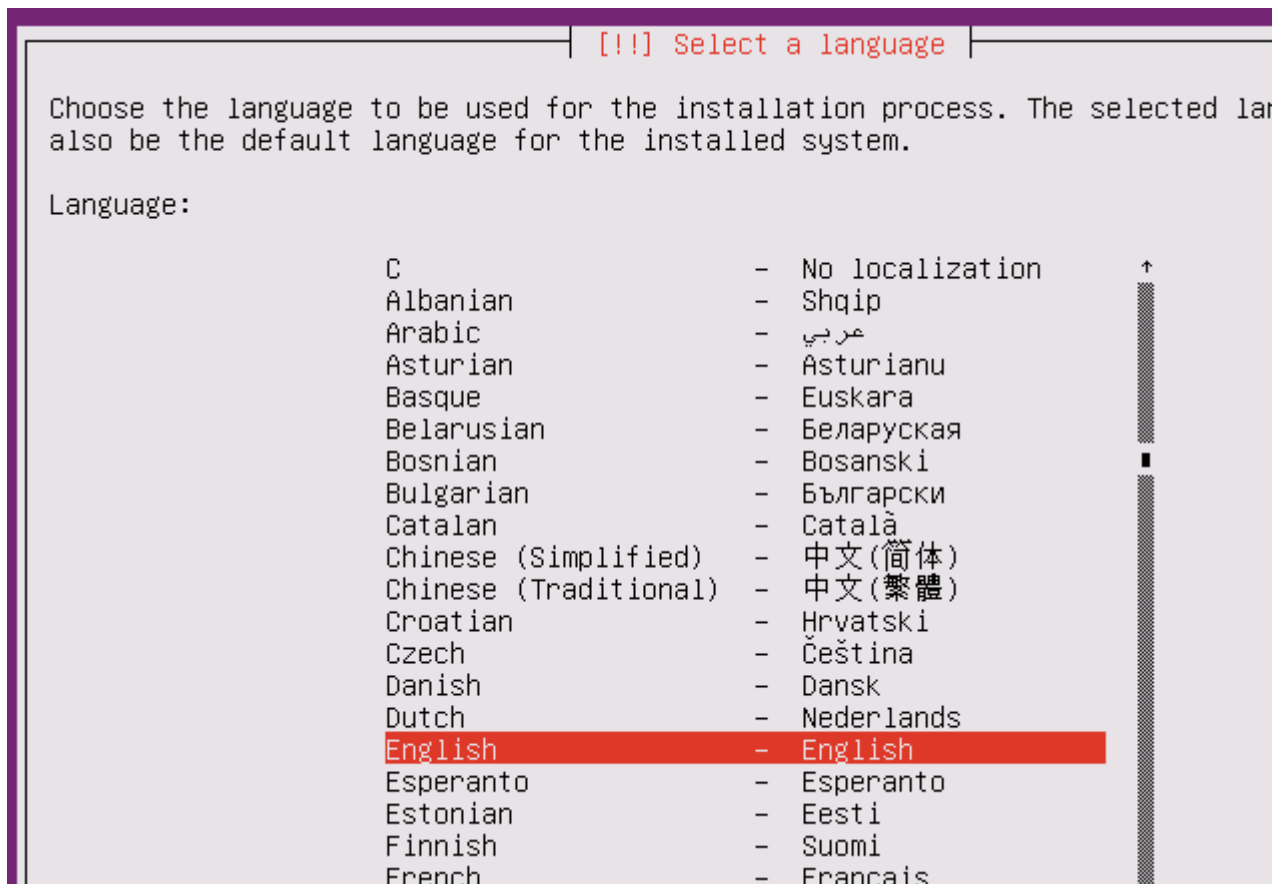 [!!] Select a language
Choose the language to be used for the installation process. The selected
also be the default language for the installed system.
Language:
C - No localization ↑
Albanian - Shqip
Arabic - عربي
Asturian - Asturianu
Basque - Euskara
Belarusian - Беларуская
Bosnian - Bosanski
Bulgarian - Български
Catalan - Català
Chinese (Simplified) - 中文(简体)
Chinese (Traditional) - 中文(繁體)
Croatian - Hrvatski
Czech - Čeština
Danish - Dansk
Dutch - Nederlands
English - English
Esperanto - Esperanto
Estonian - Eesti
Finnish - Suomi
French - Français